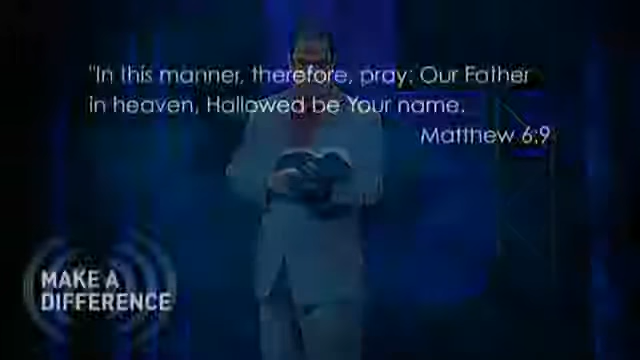 "In this manner, therefore, pray: Our Father
in heaven, Hallowed be Your name.
Matthew 6:9
MAKE A
DIFFERENCE